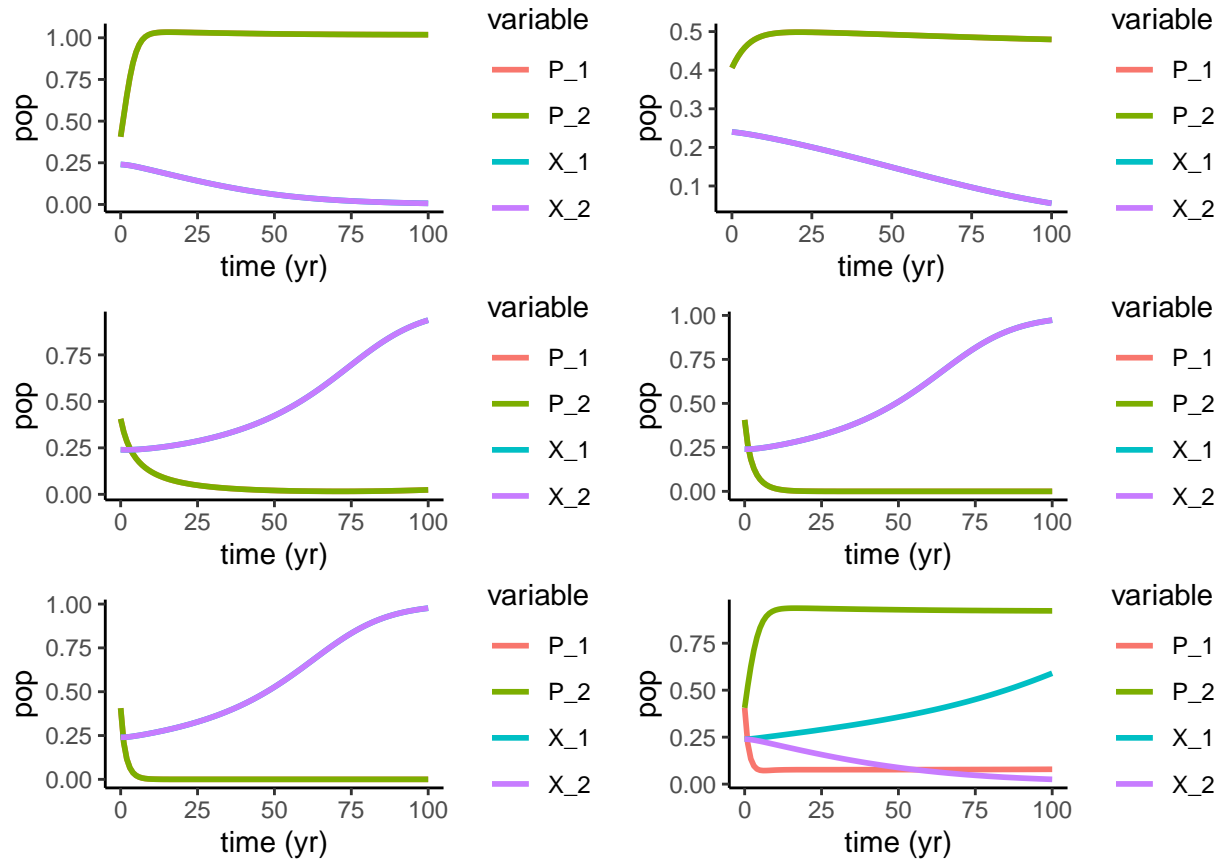 pop
1.00
0.75
0.50
0.25
0.00
0 25 50 75 100
time (yr)
variable
P_1
P_2
X_1
X_2
pop
0.5
0.4
0.3
0.2
0.1
0 25 50 75 100
time (yr)
variable
P_1
P_2
X_1
X_2
pop
0.75
0.50
0.25
0.00
0 25 50 75 100
time (yr)
variable
P_1
P_2
X_1
X_2
pop
1.00
0.75
0.50
0.25
0.00
0 25 50 75 100
time (yr)
variable
P_1
P_2
X_1
X_2
pop
1.00
0.75
0.50
0.25
0.00
0 25 50 75 100
time (yr)
variable
P_1
P_2
X_1
X_2
pop
0.75
0.50
0.25
0.00
0 25 50 75 100
time (yr)
variable
P_1
P_2
X_1
X_2